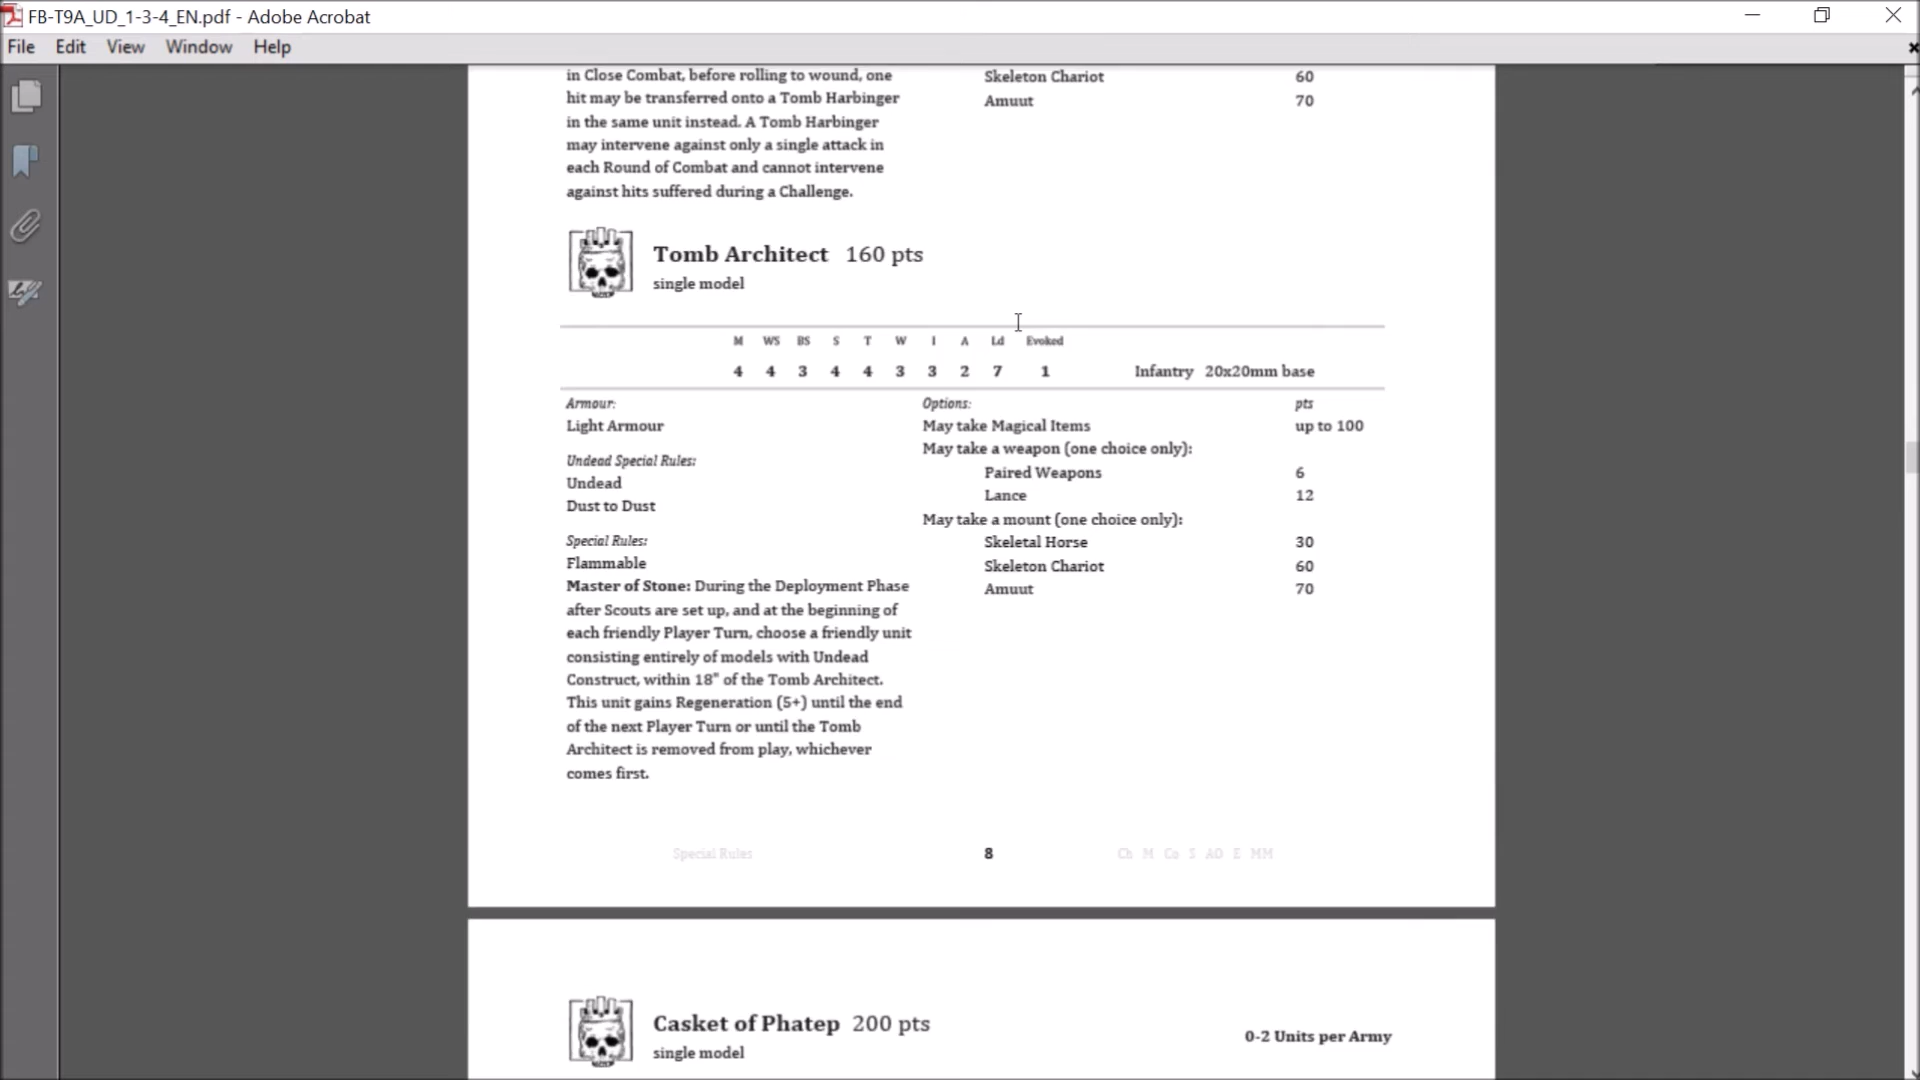 FB-T9A_UD_1-3-4_EN.pdf - Adobe Acrobat
File Edit View Window Help
in Close Combat, before rolling to wound, one
hit may be transferred onto a Tomb Harbinger
in the same unit instead. A Tomb Harbinger
may intervene against only a single attack in
each Round of Combat and cannot intervene
against hits suffered during a Challenge.
Skeleton Chariot 60
Amuut 70
Tomb Architect 160 pts
single model
M WS BS S T W I A Ld Evoked
4 4 3 4 4 3 3 2 7 1 Infantry 20x20mm base
Armour:
Light Armour
Undead Special Rules:
Undead
Dust to Dust
Special Rules:
Flammable
Master of Stone: During the Deployment Phase
after Scouts are set up, and at the beginning of
each friendly Player Turn, choose a friendly unit
consisting entirely of models with Undead
Construct, within 18" of the Tomb Architect.
This unit gains Regeneration (5+) until the end
of the next Player Turn or until the Tomb
Architect is removed from play, whichever
comes first.
Options: pts
May take Magical Items up to 100
May take a weapon (one choice only):
Paired Weapons 6
Lance 12
May take a mount (one choice only):
Skeletal Horse 30
Skeleton Chariot 60
Amuut 70
Special Rules 8 Ch M Co S AO E MM
Casket of Phatep 200 pts
single model
0-2 Units per Army